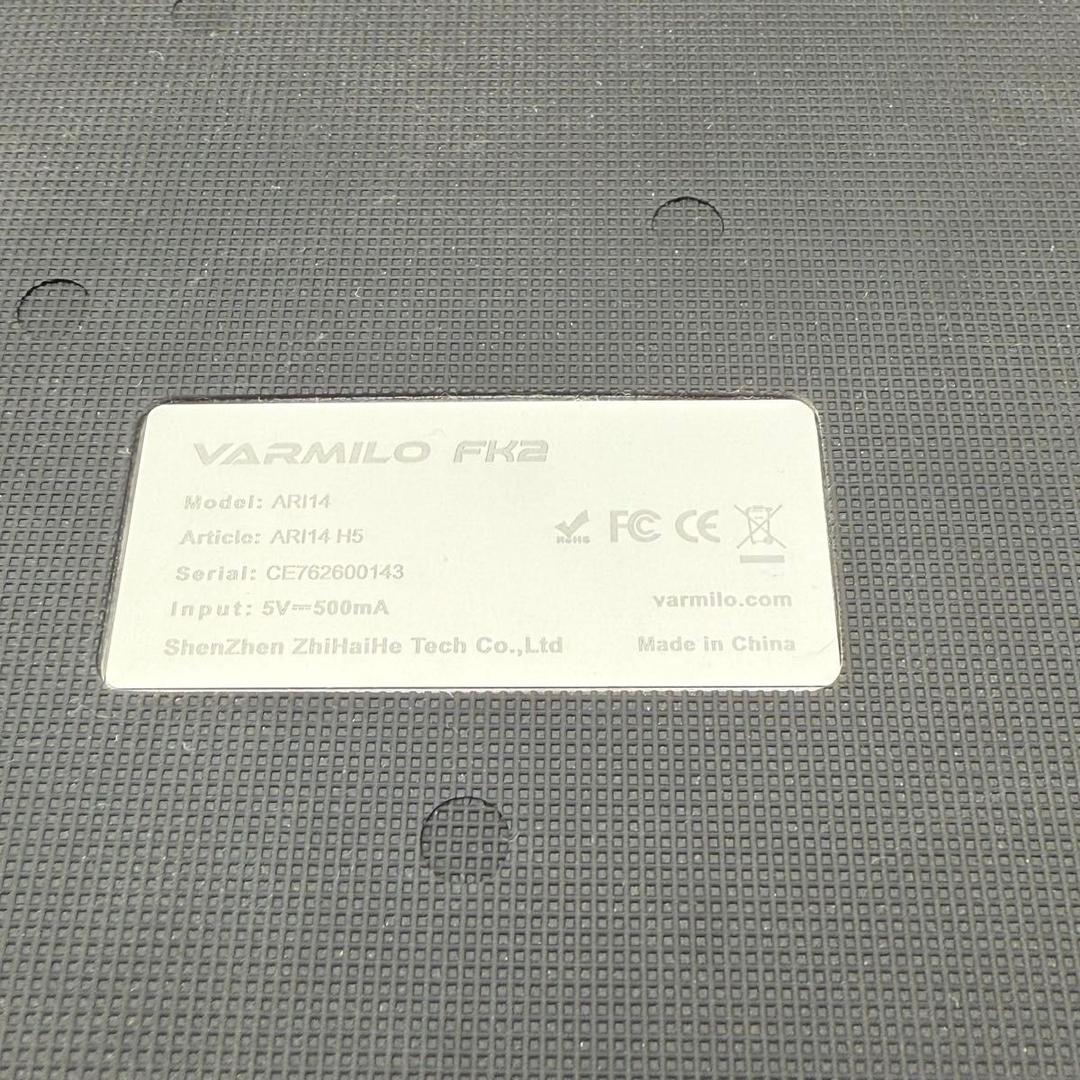 VARMILO FK2
Model: ARI14
Article: ARI14 H5
Serial: CE762600143
Input: 5V⎓500mA
RoHS FC CE
varmilo.com
ShenZhen ZhiHaiHe Tech Co.,Ltd
Made in China